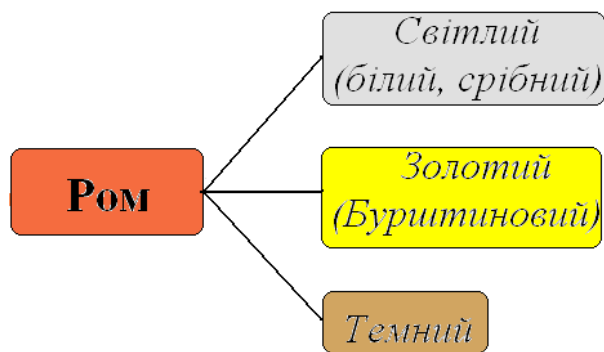 Ром
Світлий
(білий, срібний)
Золотий
(Бурштиновий)
Темний